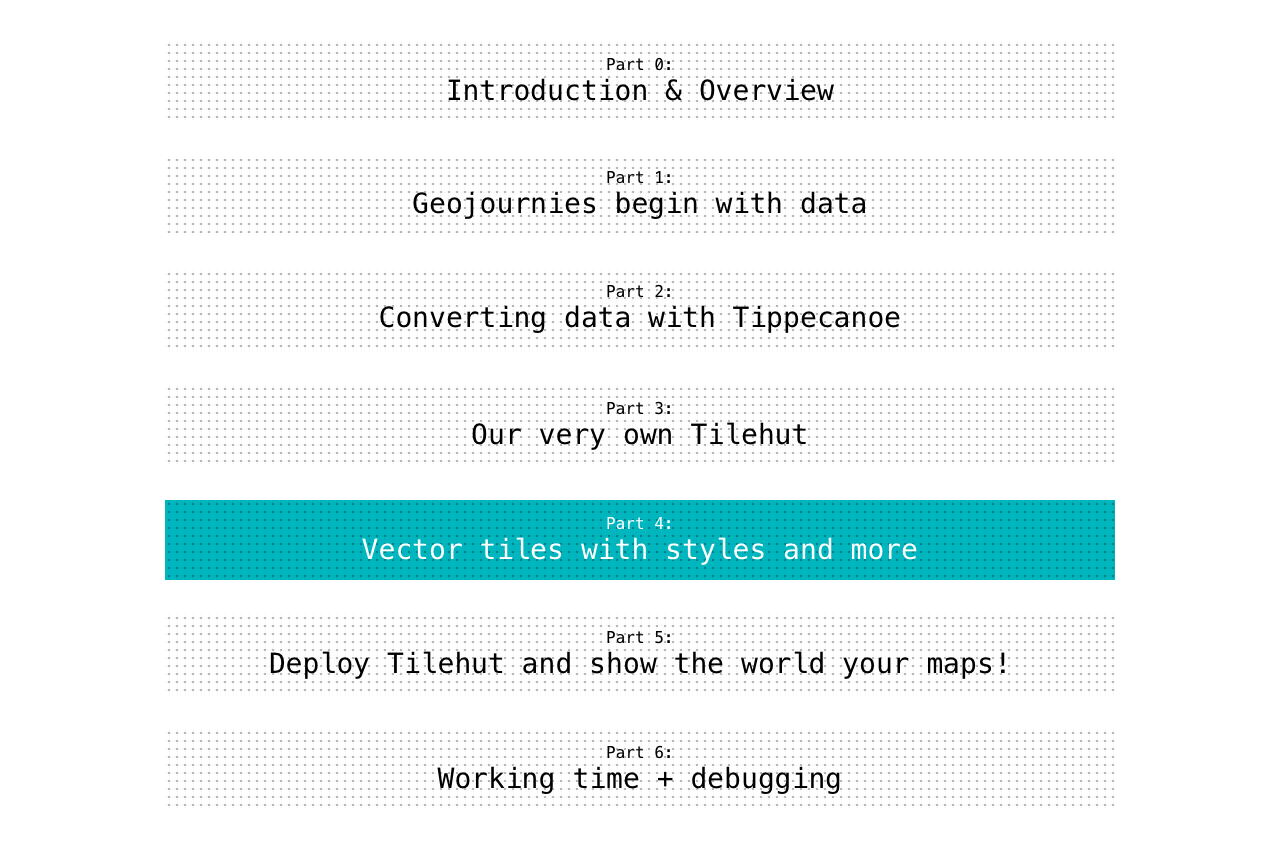 Part 0:
Introduction & Overview
Part 1:
Geojournies begin with data
Part 2:
Converting data with Tippecanoe
Part 3:
Our very own Tilehut
Part 4:
Vector tiles with styles and more
Part 5:
Deploy Tilehut and show the world your maps!
Part 6:
Working time + debugging